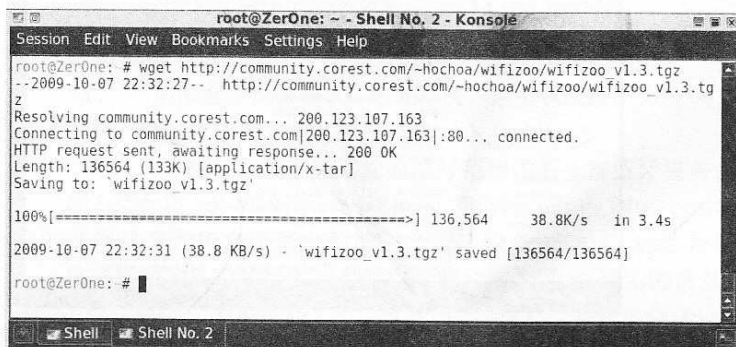 root@ZerOne: ~ - Shell No. 2 - Konsole
Session Edit View Bookmarks Settings Help
root@ZerOne:~# wget http://community.corest.com/~hochoa/wifizoo/wifizoo_v1.3.tgz
--2009-10-07 22:32:27--  http://community.corest.com/~hochoa/wifizoo/wifizoo_v1.3.tg
z
Resolving community.corest.com... 200.123.107.163
Connecting to community.corest.com|200.123.107.163|:80... connected.
HTTP request sent, awaiting response... 200 OK
Length: 136564 (133K) [application/x-tar]
Saving to: `wifizoo_v1.3.tgz'
100%[==========================================>] 136,564     38.8K/s   in 3.4s
2009-10-07 22:32:31 (38.8 KB/s) - `wifizoo_v1.3.tgz' saved [136564/136564]
root@ZerOne:~#
Shell Shell No. 2